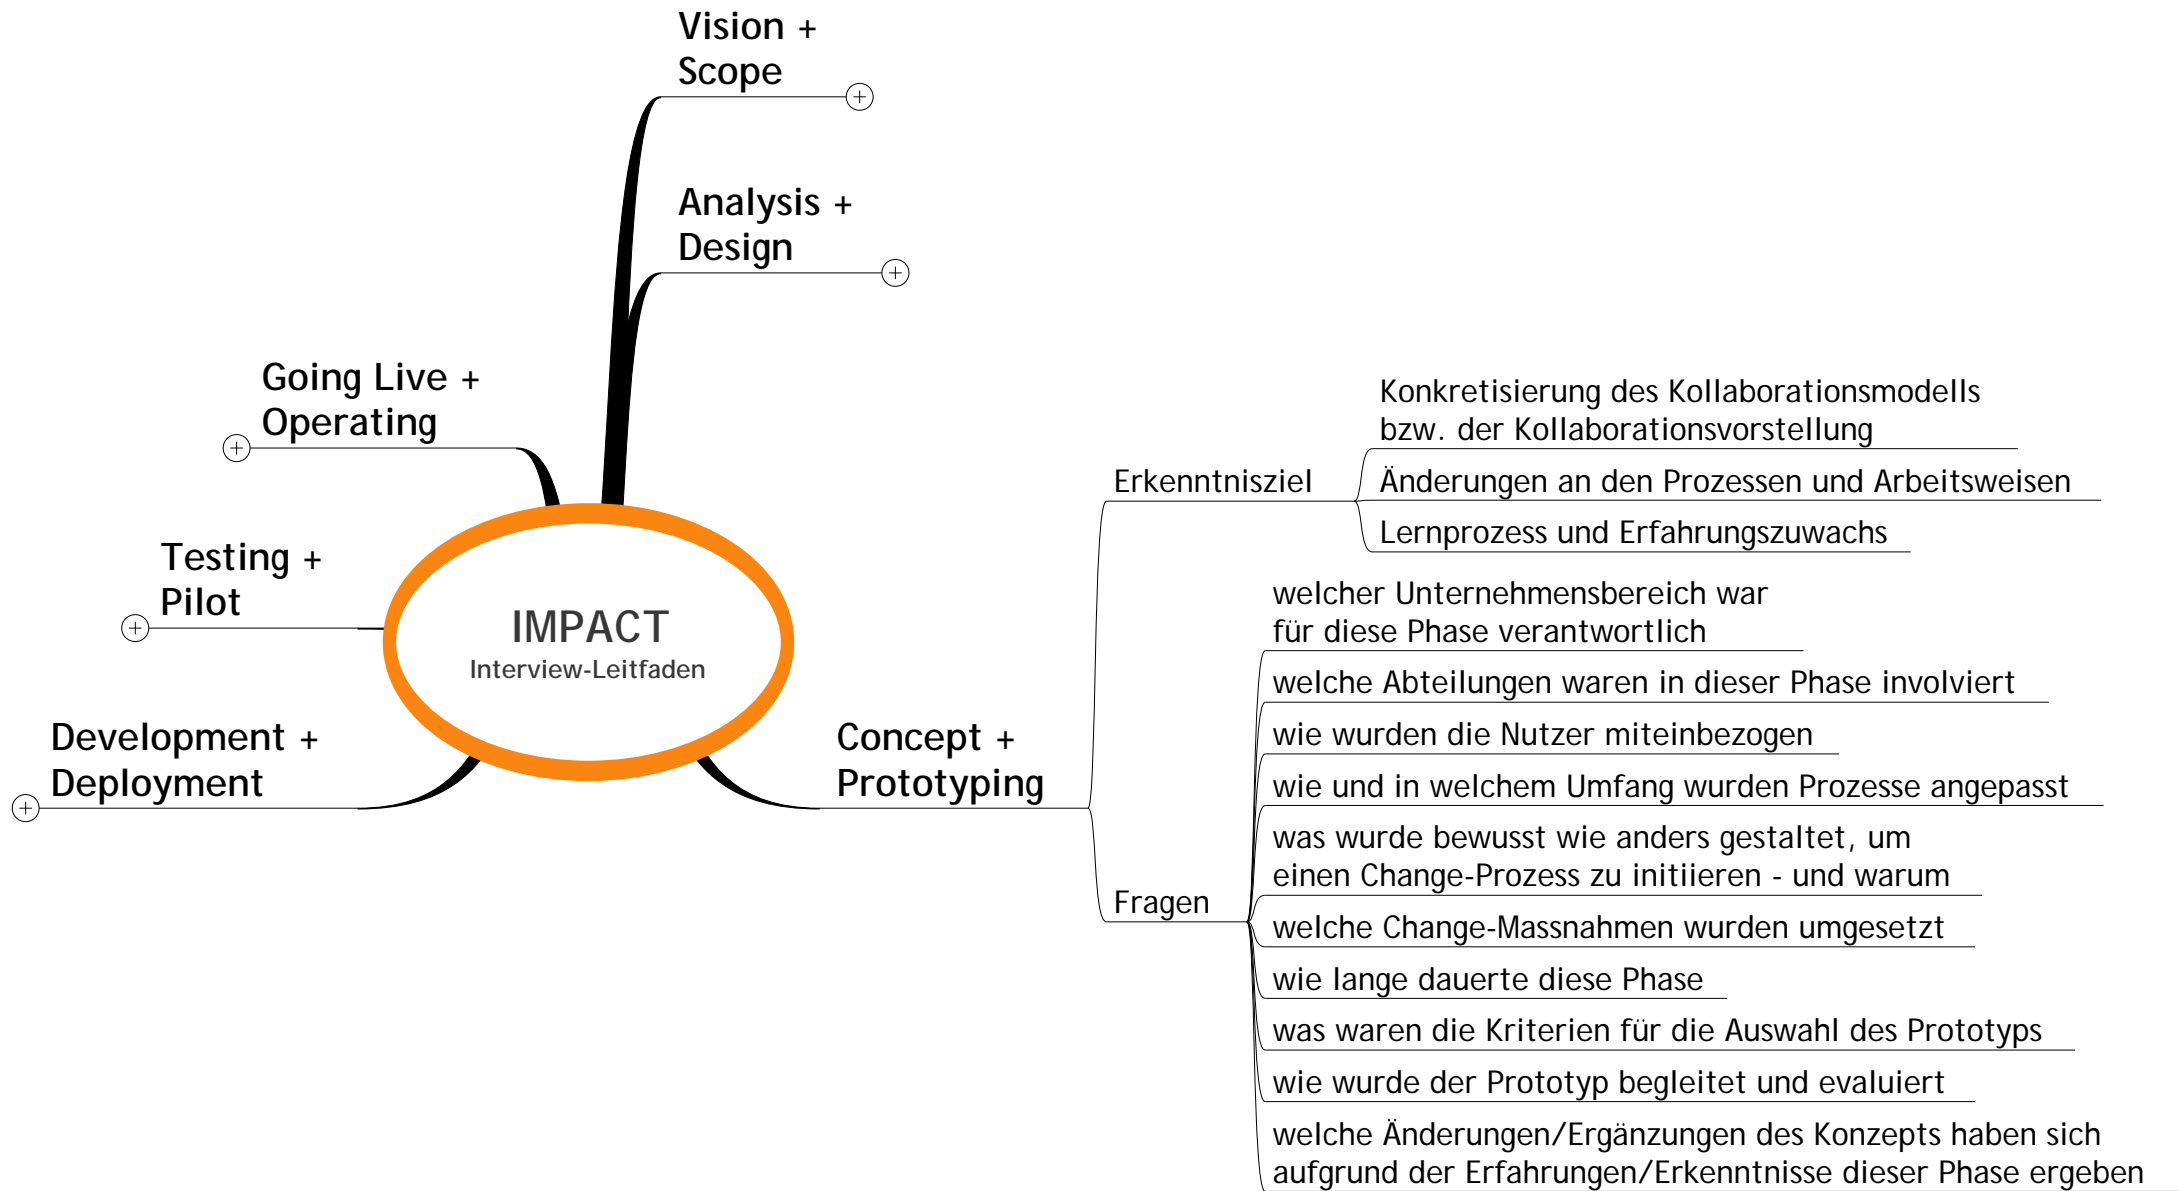 Vision +
Scope
Analysis +
Design
Going Live +
Operating
Testing +
Pilot
Development +
Deployment
IMPACT
Interview-Leitfaden
Concept +
Prototyping
Erkenntnisziel
Konkretisierung des Kollaborationsmodells
bzw. der Kollaborationsvorstellung
Änderungen an den Prozessen und Arbeitsweisen
Lernprozess und Erfahrungszuwachs
Fragen
welcher Unternehmensbereich war
für diese Phase verantwortlich
welche Abteilungen waren in dieser Phase involviert
wie wurden die Nutzer miteinbezogen
wie und in welchem Umfang wurden Prozesse angepasst
was wurde bewusst wie anders gestaltet, um
einen Change-Prozess zu initiieren - und warum
welche Change-Massnahmen wurden umgesetzt
wie lange dauerte diese Phase
was waren die Kriterien für die Auswahl des Prototyps
wie wurde der Prototyp begleitet und evaluiert
welche Änderungen/Ergänzungen des Konzepts haben sich
aufgrund der Erfahrungen/Erkenntnisse dieser Phase ergeben